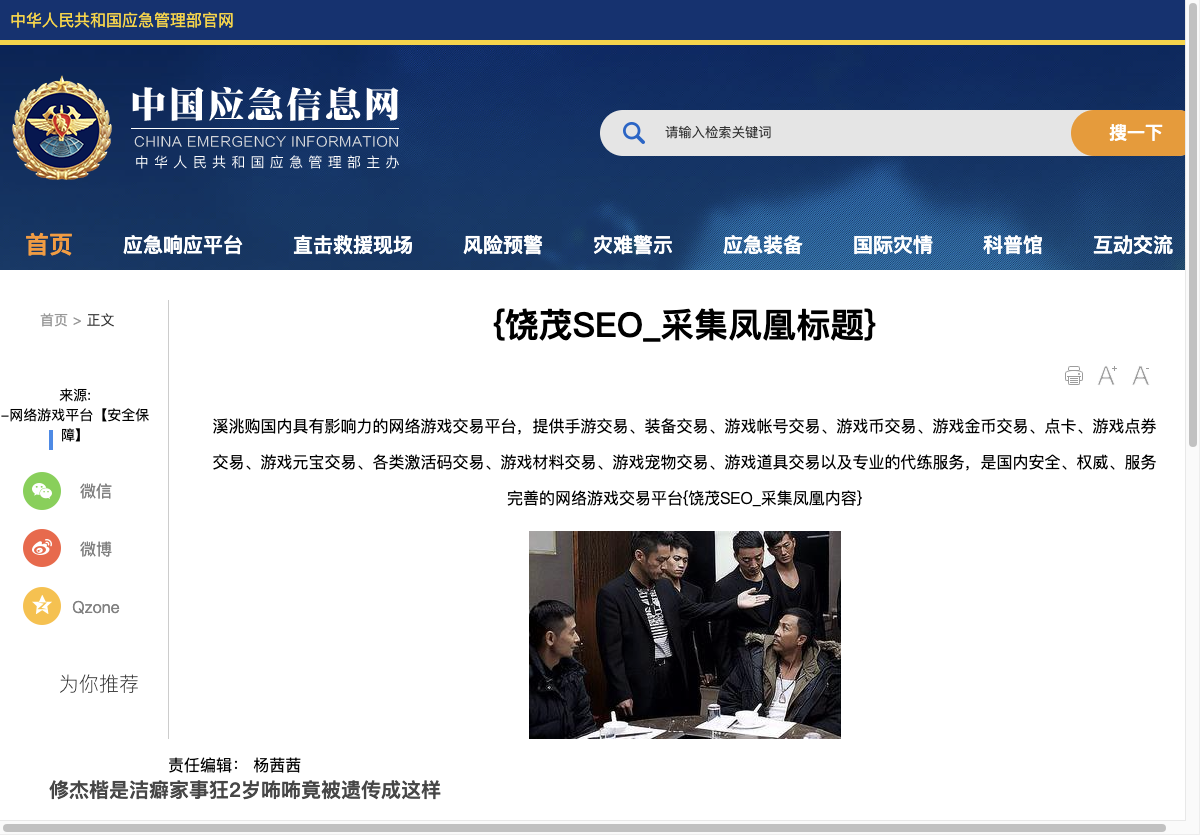 中华人民共和国应急管理部官网
中国应急信息网
CHINA EMERGENCY INFORMATION
中华人民共和国应急管理部主办
请输入检索关键词
搜一下
首页 应急响应平台 直击救援现场 风险预警 灾难警示 应急装备 国际灾情 科普馆 互动交流
首页 > 正文
{饶茂SEO_采集凤凰标题}
A+ A-
来源:
–网络游戏平台【安全保
障】
微信
微博
Qzone
为你推荐
溪洮购国内具有影响力的网络游戏交易平台，提供手游交易、装备交易、游戏帐号交易、游戏币交易、游戏金币交易、点卡、游戏点券
交易、游戏元宝交易、各类激活码交易、游戏材料交易、游戏宠物交易、游戏道具交易以及专业的代练服务，是国内安全、权威、服务
完善的网络游戏交易平台{饶茂SEO_采集凤凰内容}
责任编辑： 杨茜茜
修杰楷是洁癖家事狂2岁咘咘竟被遗传成这样